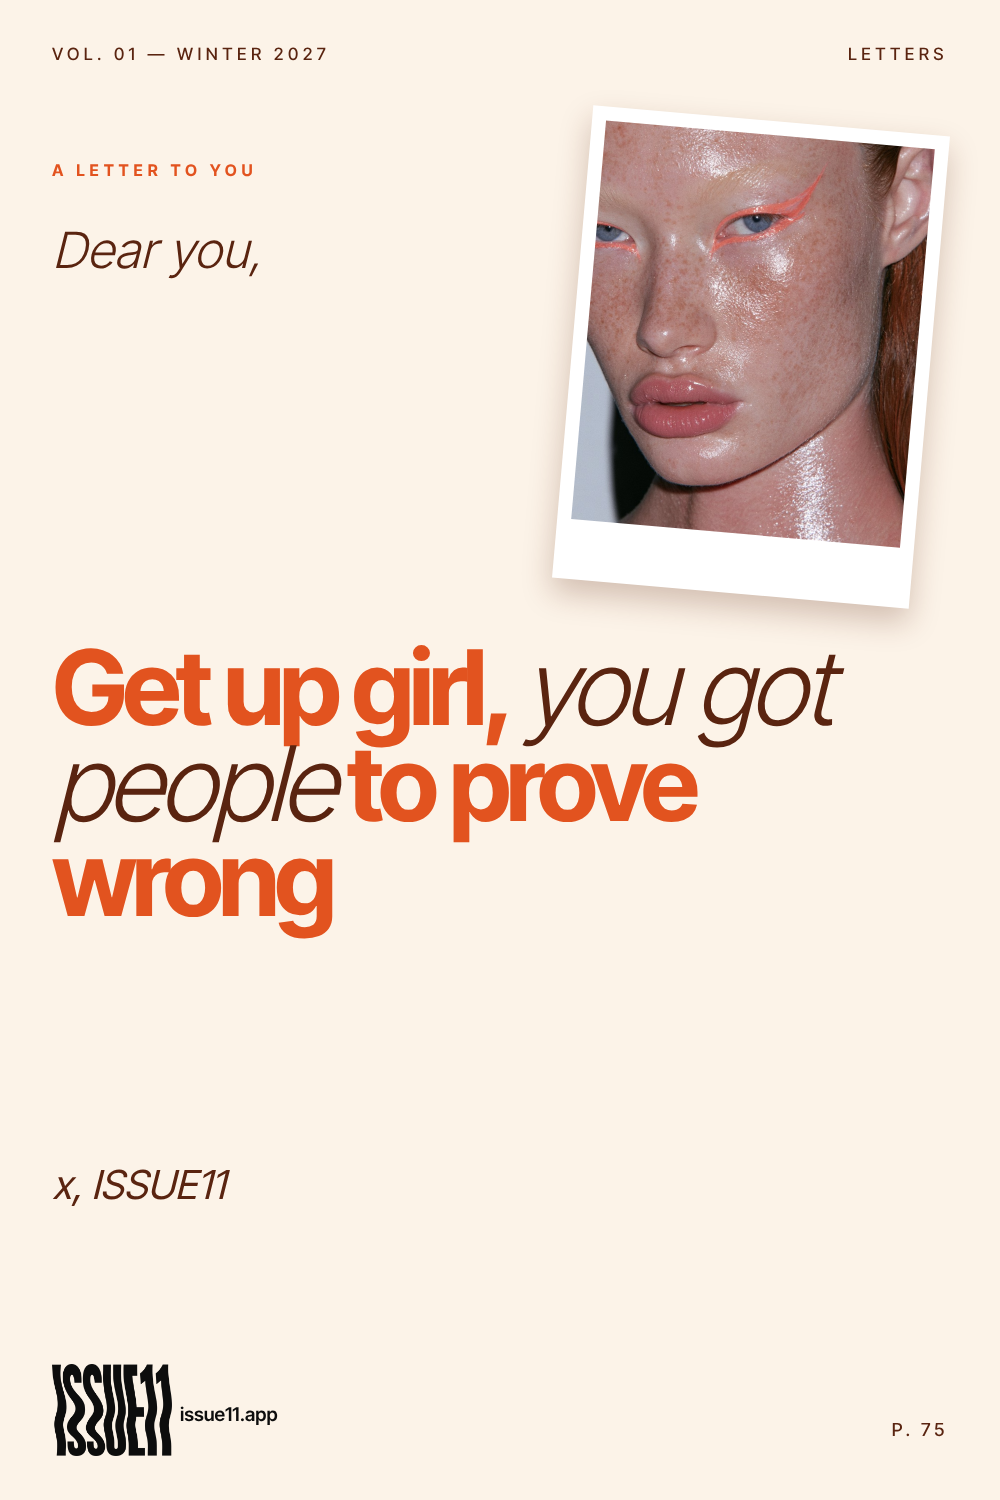 VOL. 01 — WINTER 2027
LETTERS
A LETTER TO YOU
Dear you,
Get up girl, you got
people to prove
wrong
x, ISSUE11
ISSUE11
issue11.app
P. 75